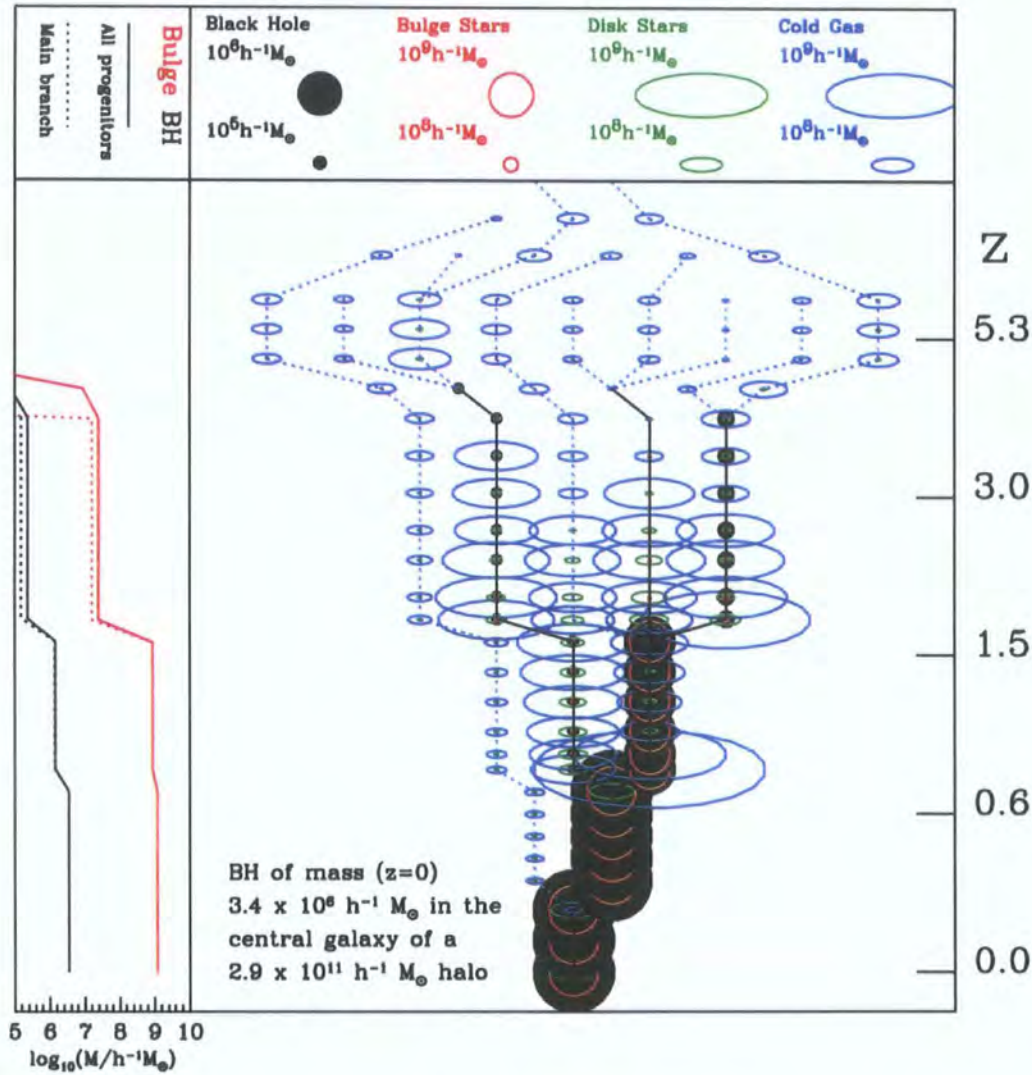 Main branch
All progenitors
Bulge BH
Black Hole
10⁶h⁻¹M⊙
10⁵h⁻¹M⊙
Bulge Stars
10⁹h⁻¹M⊙
10⁸h⁻¹M⊙
Disk Stars
10⁹h⁻¹M⊙
10⁸h⁻¹M⊙
Cold Gas
10⁹h⁻¹M⊙
10⁸h⁻¹M⊙
Z
5.3
3.0
1.5
0.6
0.0
BH of mass (z=0)
3.4 x 10⁶ h⁻¹ M⊙ in the
central galaxy of a
2.9 x 10¹¹ h⁻¹ M⊙ halo
5 6 7 8 9 10
log₁₀(M/h⁻¹M⊙)